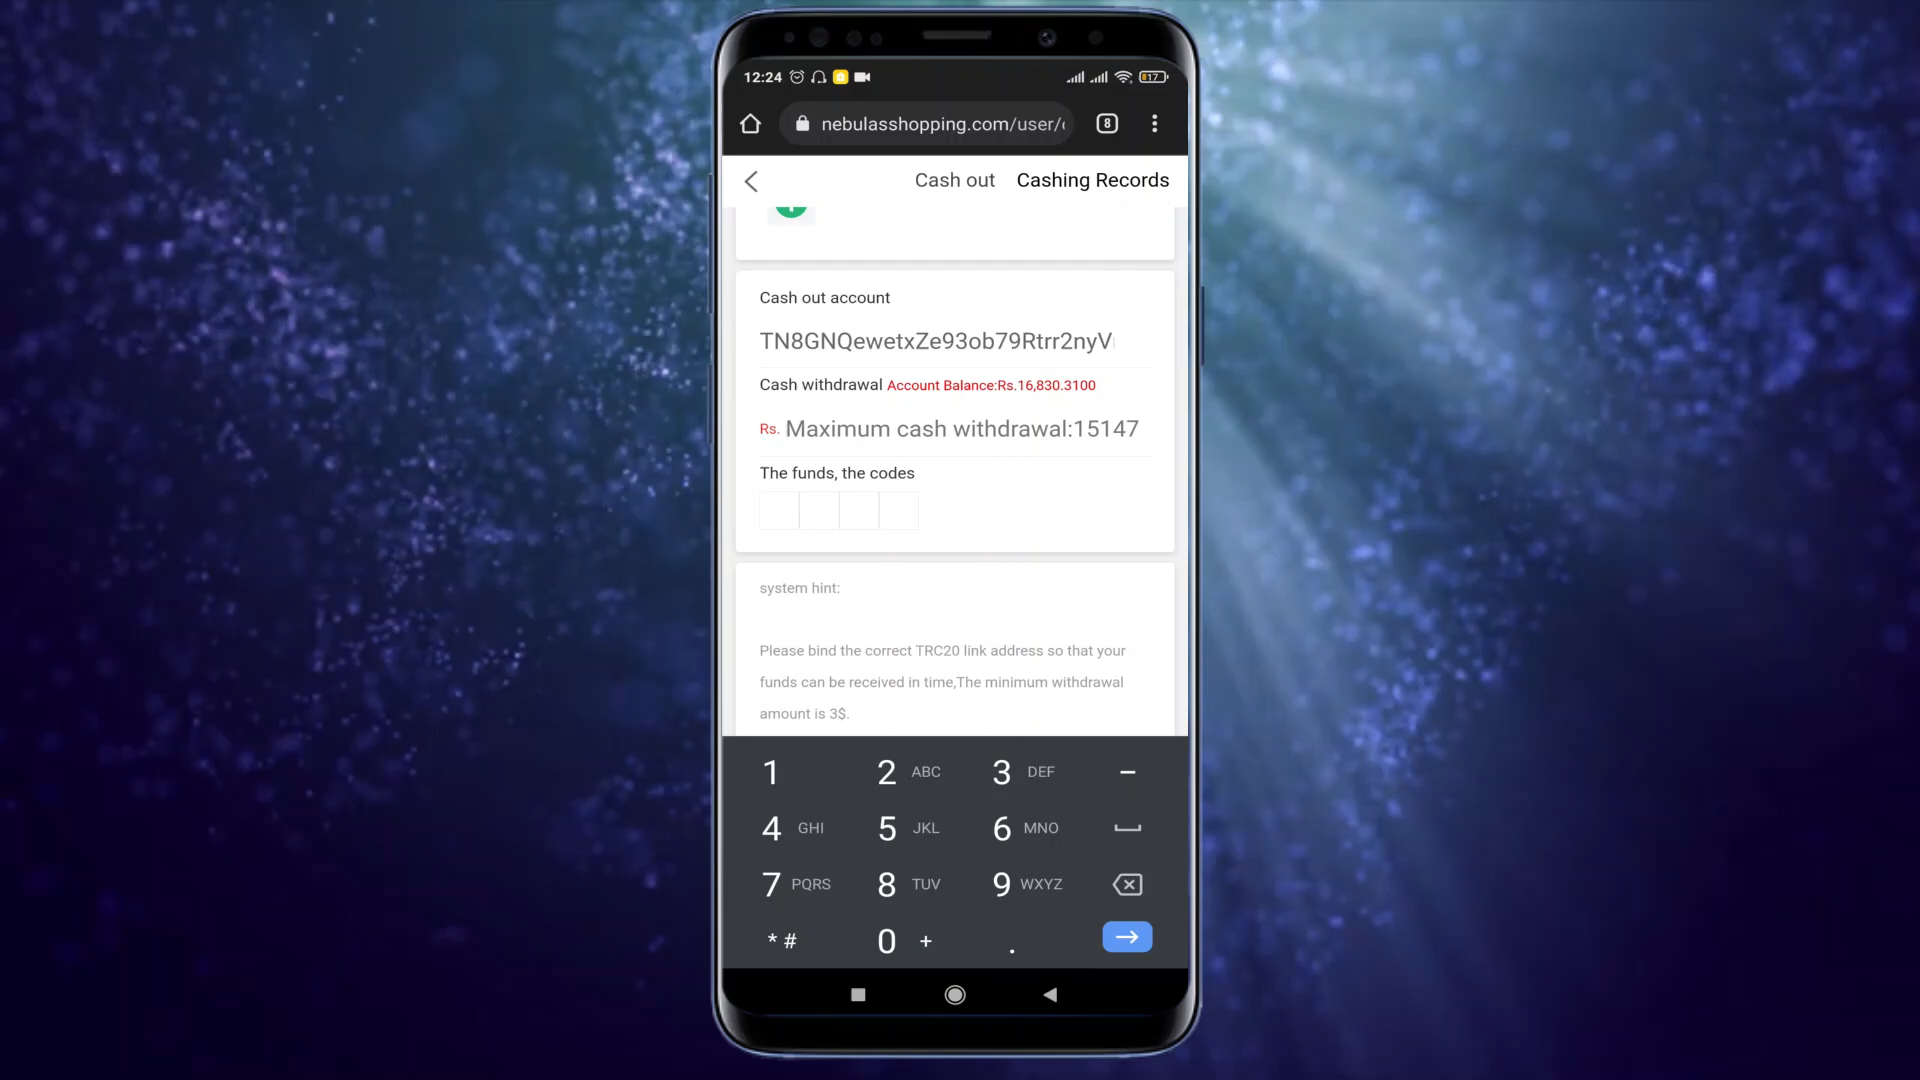 12:24
17
nebulasshopping.com/user/
8
Cash out Cashing Records
Cash out account
TN8GNQewetxZe93ob79Rtrr2nyV
Cash withdrawal Account Balance:Rs.16,830.3100
Rs. Maximum cash withdrawal:15147
The funds, the codes
system hint:
Please bind the correct TRC20 link address so that your
funds can be received in time,The minimum withdrawal
amount is 3$.
1 2 ABC 3 DEF –
4 GHI 5 JKL 6 MNO
7 PQRS 8 TUV 9 WXYZ
* # 0 + .